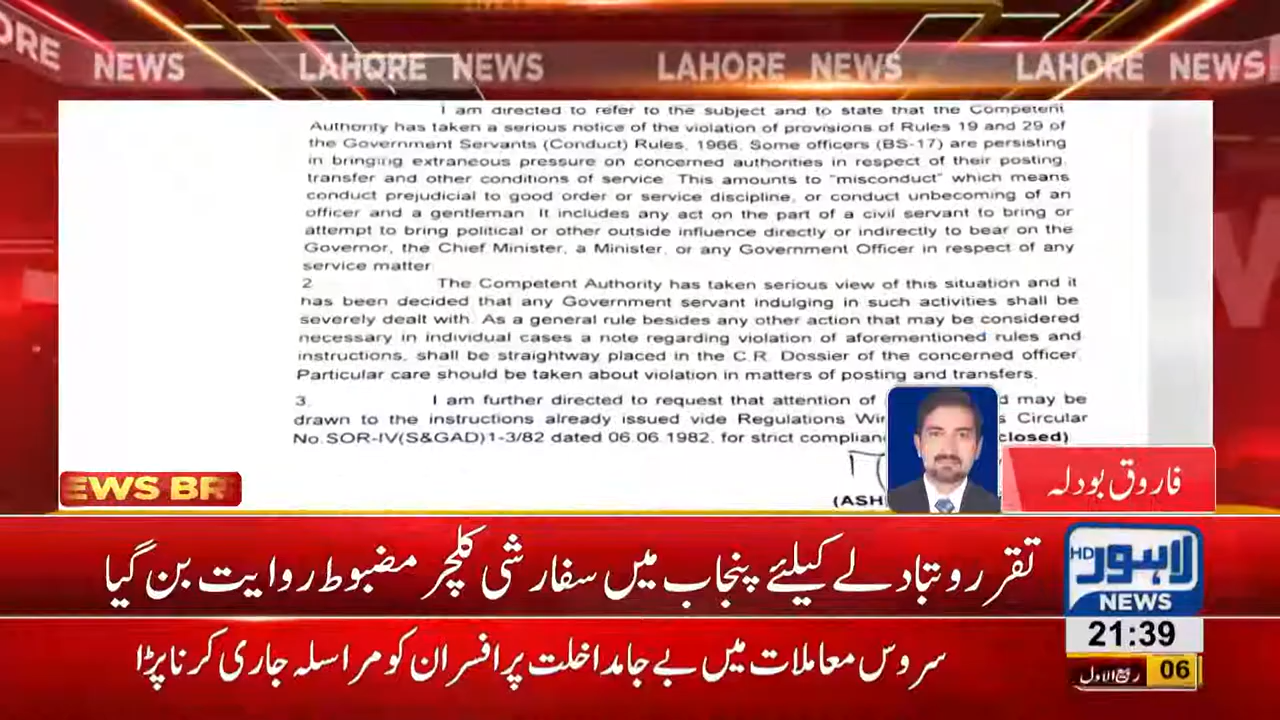 ORE NEWS LAHORE NEWS LAHORE NEWS LAHORE NEWS
I am directed to refer to the subject and to state that the Competent
Authority has taken a serious notice of the violation of provisions of Rules 19 and 29 of
the Government Servants (Conduct) Rules, 1966. Some officers (BS-17) are persisting
in bringing extraneous pressure on concerned authorities in respect of their posting,
transfer and other conditions of service. This amounts to "misconduct" which means
conduct prejudicial to good order or service discipline, or conduct unbecoming of an
officer and a gentleman. It includes any act on the part of a civil servant to bring or
attempt to bring political or other outside influence directly or indirectly to bear on the
Governor, the Chief Minister, a Minister, or any Government Officer in respect of any
service matter.
2. The Competent Authority has taken serious view of this situation and it
has been decided that any Government servant indulging in such activities shall be
severely dealt with. As a general rule besides any other action that may be considered
necessary in individual cases a note regarding violation of aforementioned rules and
instructions, shall be straightway placed in the C.R. Dossier of the concerned officer.
Particular care should be taken about violation in matters of posting and transfers.
3. I am further directed to request that attention of may be
drawn to the instructions already issued vide Regulations Circular
No.SOR-IV(S&GAD)1-3/82 dated 06.06.1982, for strict closed)
(ASH
فاروق بودلہ
EWS BR
تقرر و تبادلے کیلئے پنجاب میں سفارشی کلچر مضبوط روایت بن گیا
سروس معاملات میں بے جا مداخلت پر افسران کو مراسلہ جاری کرنا پڑا
HD لاہور
NEWS
21:39
06 ربیع الاول